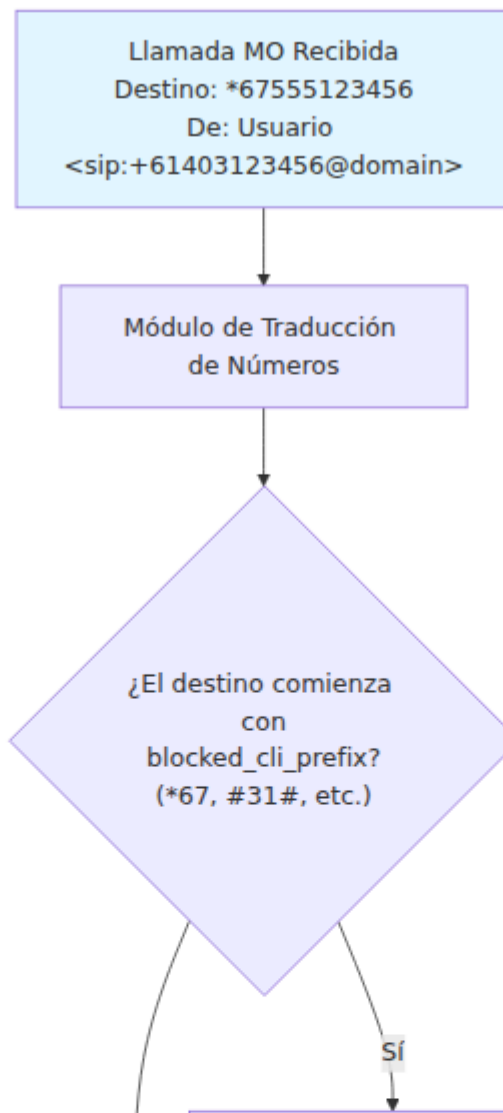 Llamada MO Recibida
Destino: *67555123456
De: Usuario
<sip:+61403123456@domain>
Módulo de Traducción
de Números
¿El destino comienza
con
blocked_cli_prefix?
(*67, #31#, etc.)
Sí